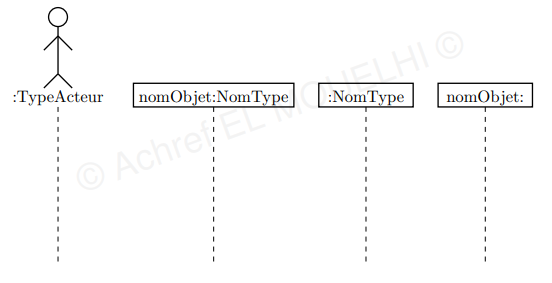 :TypeActeur
nomObjet:NomType
:NomType
nomObjet:
© Achref EL MOUELHI ©